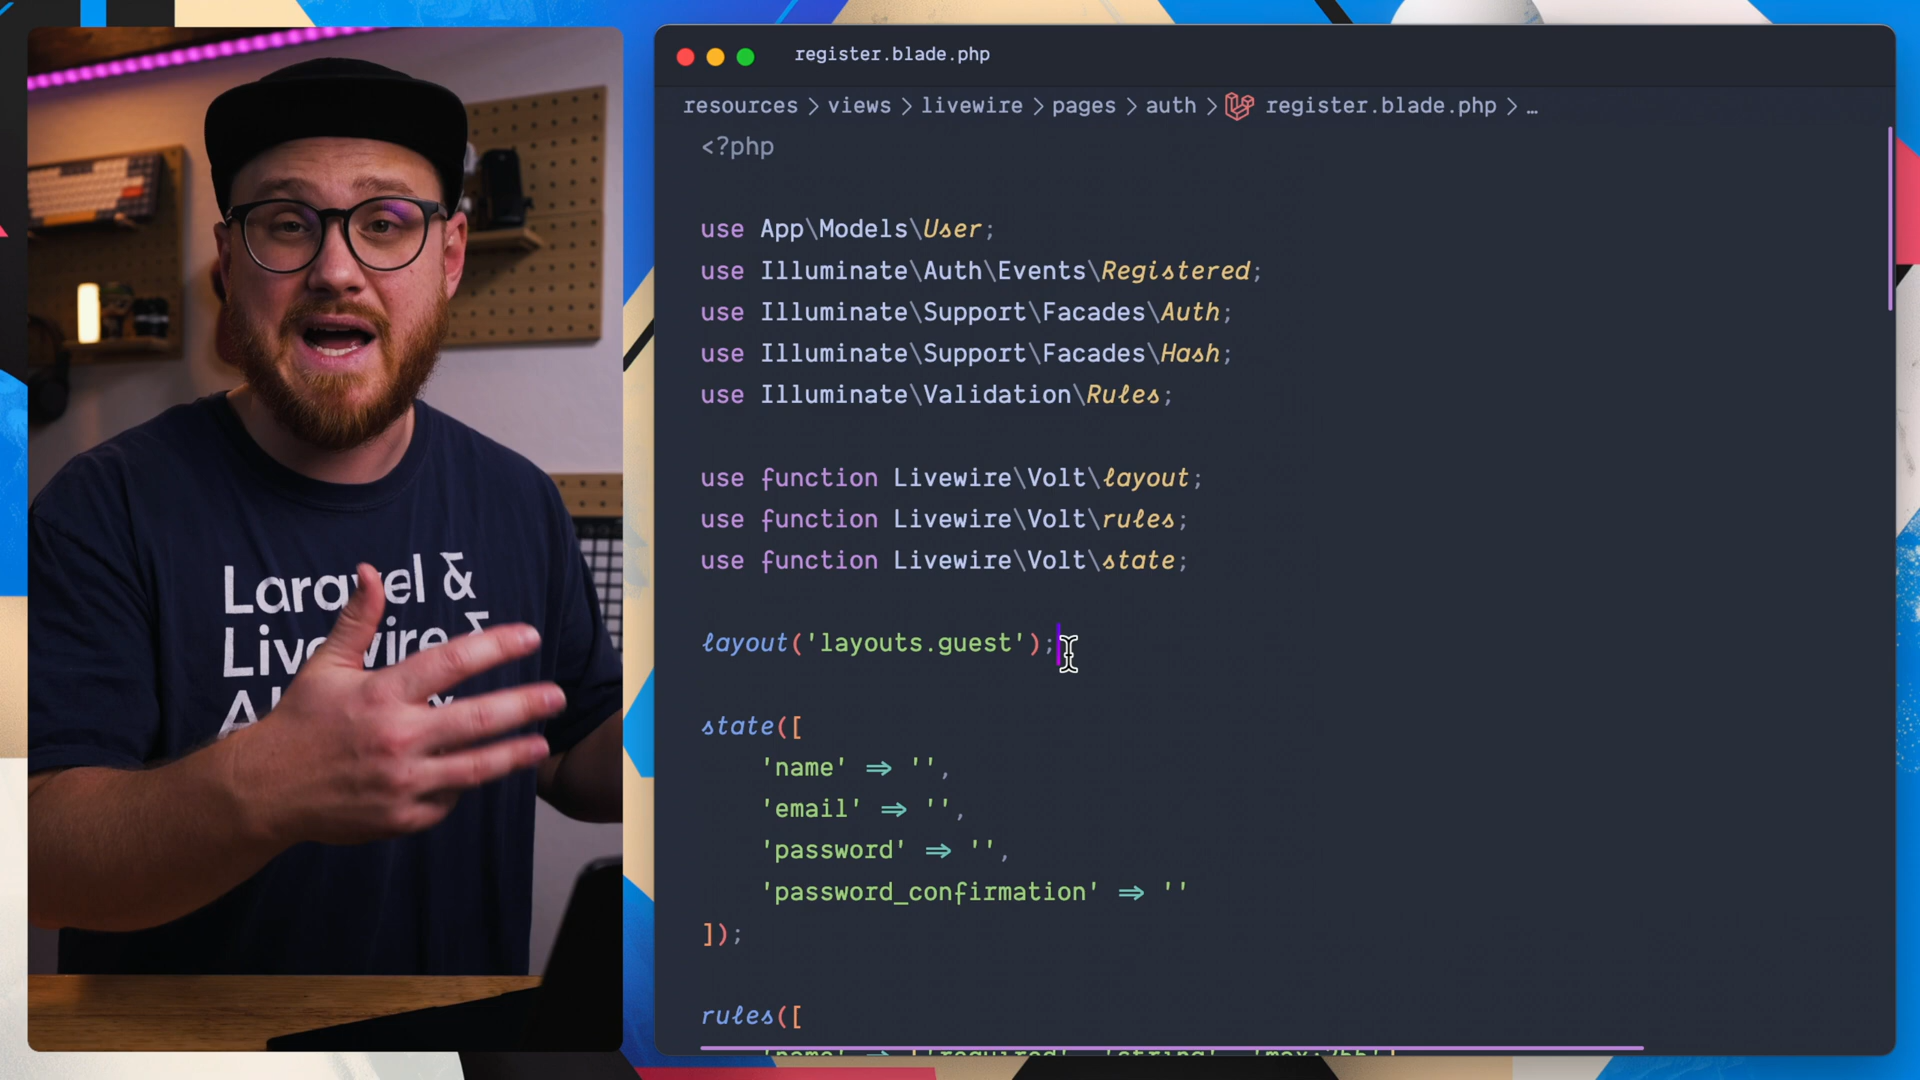 Laravel &
register.blade.php
resources > views > livewire > pages > auth > register.blade.php > …
<?php
use App\Models\User;
use Illuminate\Auth\Events\Registered;
use Illuminate\Support\Facades\Auth;
use Illuminate\Support\Facades\Hash;
use Illuminate\Validation\Rules;
use function Livewire\Volt\layout;
use function Livewire\Volt\rules;
use function Livewire\Volt\state;
layout('layouts.guest');
state([
'name' => '',
'email' => '',
'password' => '',
'password_confirmation' => ''
]);
rules([